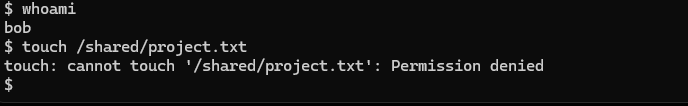 $ whoami
bob
$ touch /shared/project.txt
touch: cannot touch '/shared/project.txt': Permission denied
$